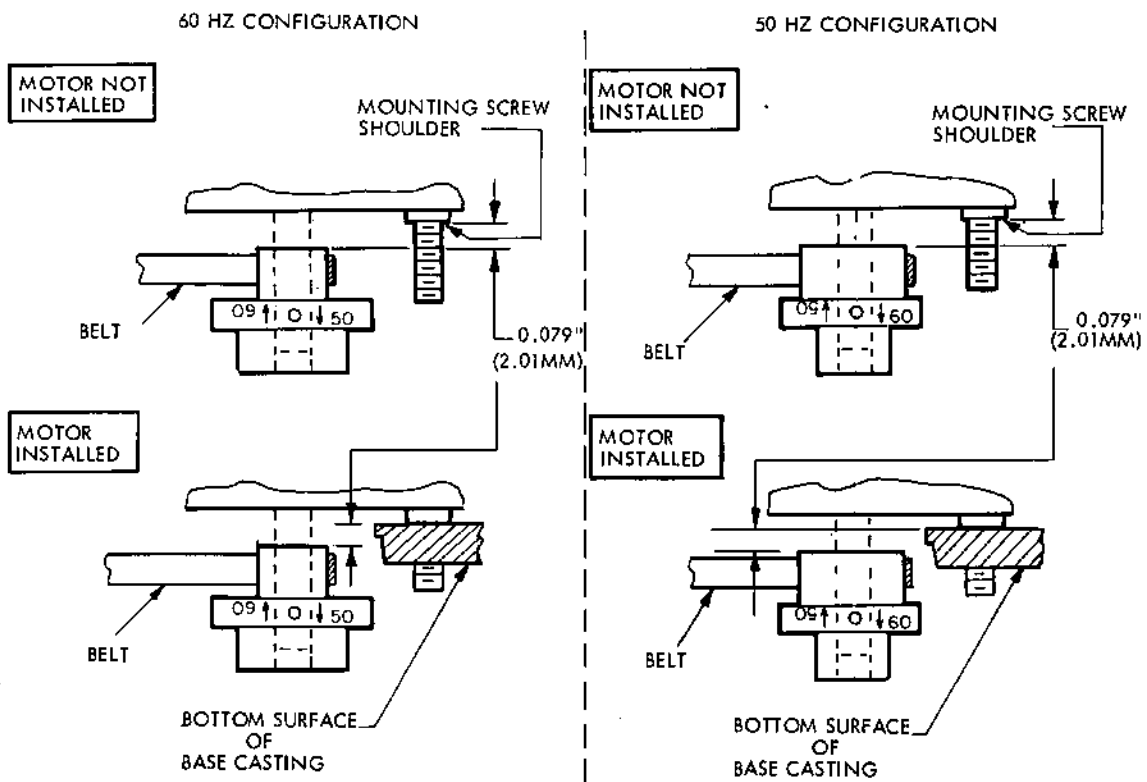 60 HZ CONFIGURATION
MOTOR NOT
INSTALLED
MOUNTING SCREW
SHOULDER
BELT
60
50
0.079"
(2.01MM)
MOTOR
INSTALLED
60
50
BELT
BOTTOM SURFACE
OF
BASE CASTING
50 HZ CONFIGURATION
MOTOR NOT
INSTALLED
MOUNTING SCREW
SHOULDER
BELT
50
60
0.079"
(2.01MM)
MOTOR
INSTALLED
50
60
BELT
BOTTOM SURFACE
OF
BASE CASTING